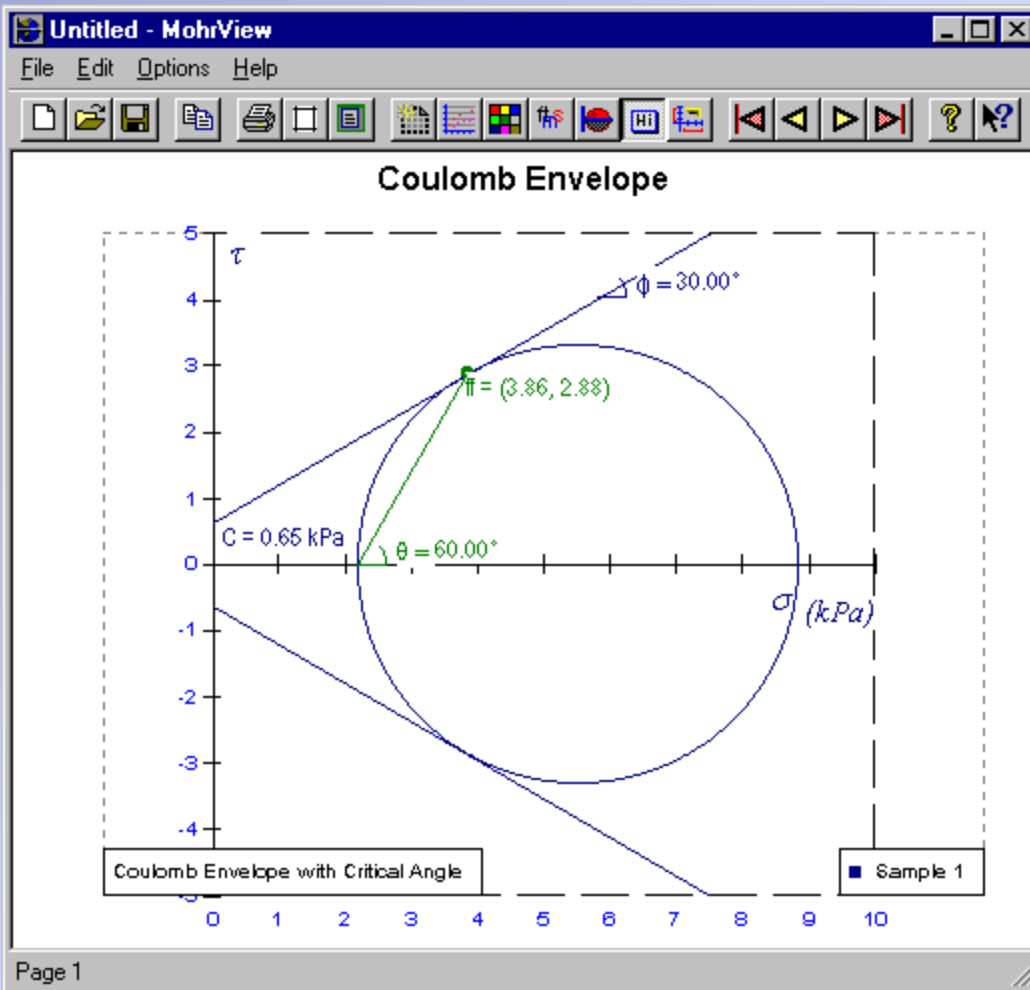 Untitled - MohrView
File Edit Options Help
Hi
Coulomb Envelope
5
τ
4
ϕ = 30.00°
3
ff = (3.86, 2.88)
2
1
C = 0.65 kPa
θ = 60.00°
0
σ (kPa)
-1
-2
-3
-4
Coulomb Envelope with Critical Angle
Sample 1
0 1 2 3 4 5 6 7 8 9 10
Page 1